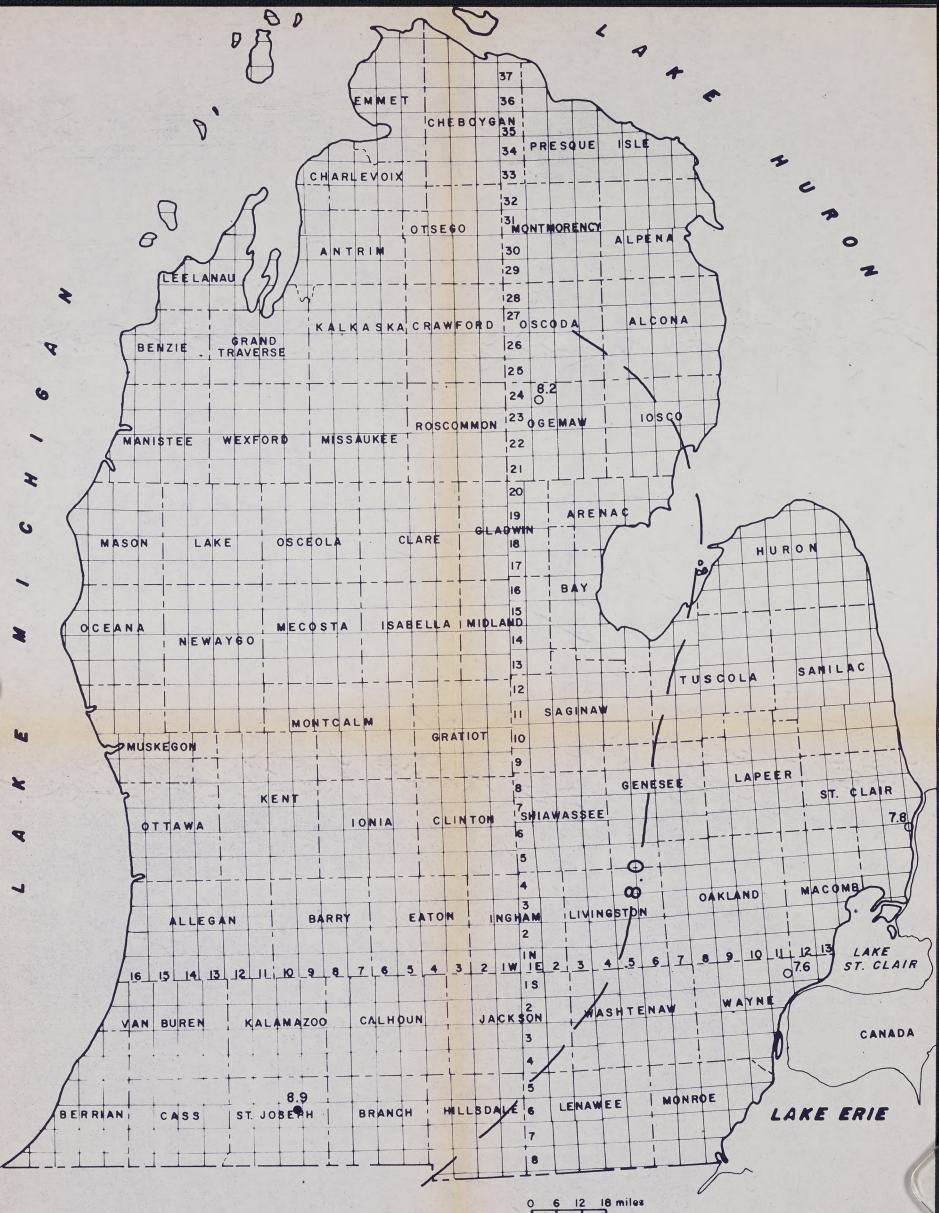 LAKE HURON
LAKE MICHIGAN
37
EMMET
36
CHEBOYGAN
35
PRESQUE ISLE
34
CHARLEVOIX
33
32
31
OTSEGO
MONTMORENCY
ALPENA
ANTRIM
30
29
LEELANAU
28
27
KALKASKA
CRAWFORD
OSCODA
ALCONA
BENZIE
GRAND
TRAVERSE
26
25
8.2
24
23
OGEMAW
IOSCO
ROSCOMMON
MANISTEE
WEXFORD
MISSAUKEE
22
21
20
19
ARENAC
GLADWIN
18
MASON
LAKE
OSCEOLA
CLARE
HURON
17
16
BAY
15
OCEANA
NEWAYGO
MECOSTA
ISABELLA
MIDLAND
14
13
TUSCOLA
SANILAC
12
11
SAGINAW
MONTCALM
GRATIOT
10
MUSKEGON
9
8
GENESEE
LAPEER
ST. CLAIR
KENT
7
SHIAWASSEE
7.8
OTTAWA
IONIA
CLINTON
6
5
8.0
4
OAKLAND
MACOMB
3
ALLEGAN
BARRY
EATON
INGHAM
LIVINGSTON
2
1N
LAKE
ST. CLAIR
16 15 14 13 12 11 10 9 8 7 6 5 4 3 2 1W 1E 2 3 4 5 6 7 8 9 10 11 12 13
7.6
1S
2
VAN BUREN
KALAMAZOO
CALHOUN
JACKSON
WASHTENAW
WAYNE
3
CANADA
4
5
8.9
BERRIAN
CASS
ST. JOSEPH
BRANCH
HILLSDALE
6
LENAWEE
MONROE
LAKE ERIE
7
8
0 6 12 18 miles